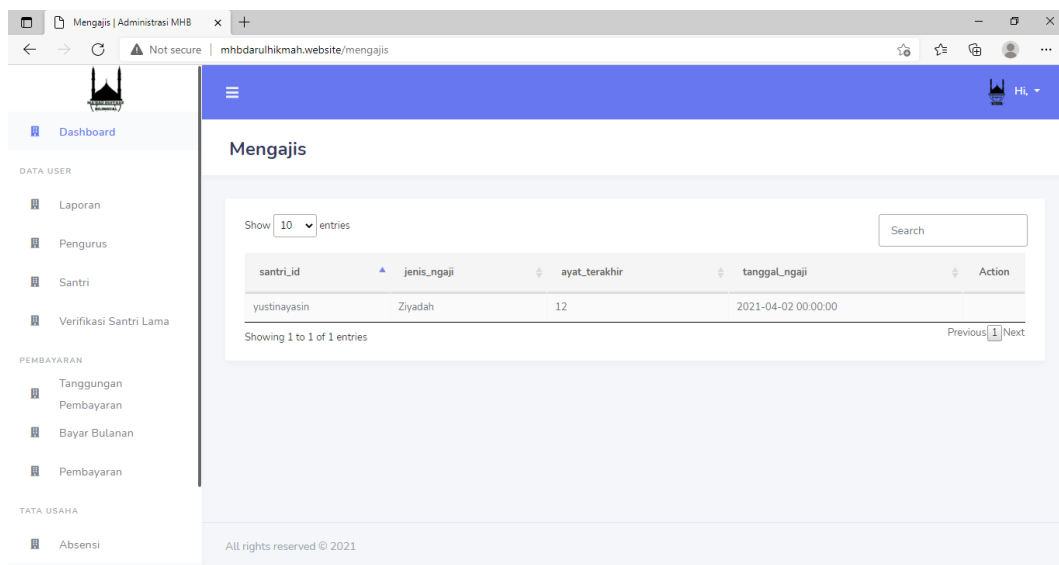 Mengajis | Administrasi MHB
Not secure | mhbdarulhikmah.website/mengajis
Hi,
Dashboard
DATA USER
Laporan
Pengurus
Santri
Verifikasi Santri Lama
PEMBAYARAN
Tanggungan
Pembayaran
Bayar Bulanan
Pembayaran
TATA USAHA
Absensi
Mengajis
Show 10 entries
Search
santri_id jenis_ngaji ayat_terakhir tanggal_ngaji Action
yustinayasin Ziyadah 12 2021-04-02 00:00:00
Showing 1 to 1 of 1 entries
Previous 1 Next
All rights reserved © 2021